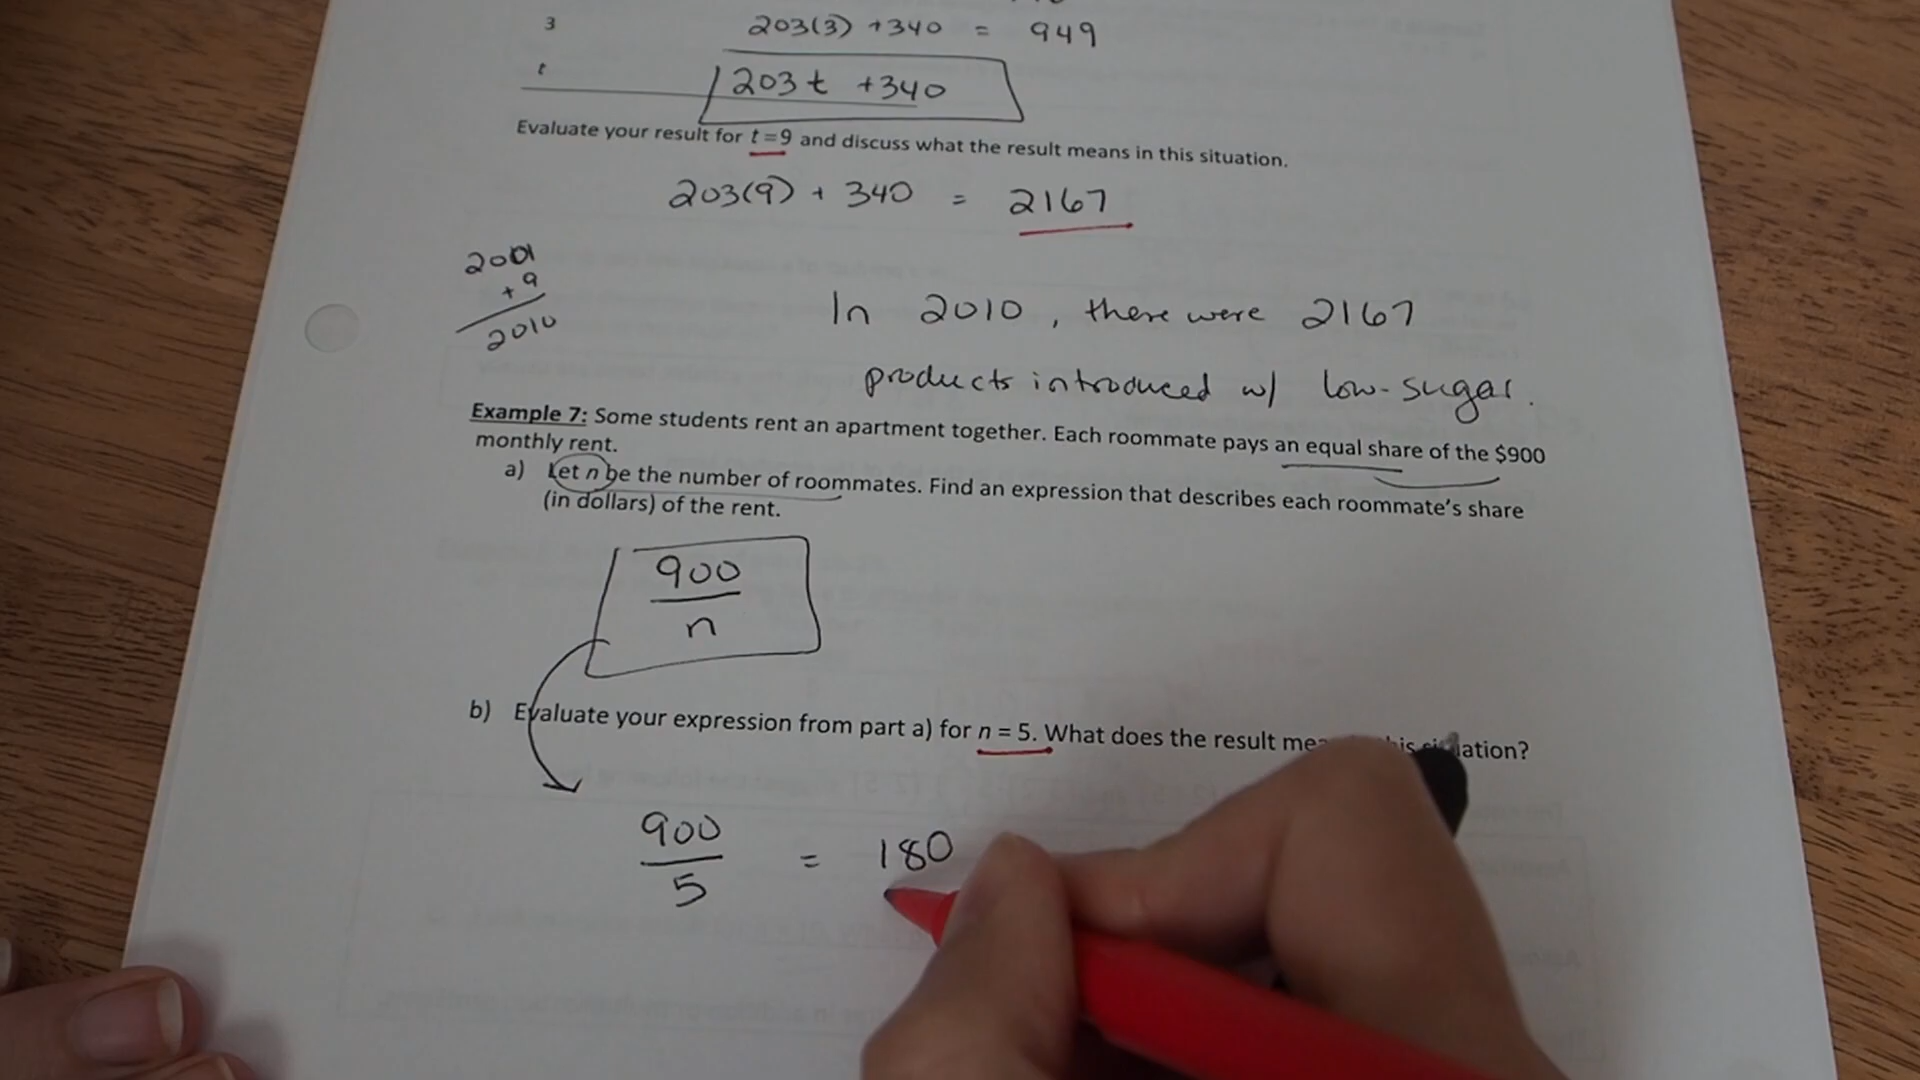 3 203(3) +340 = 949
t 203t +340
Evaluate your result for t = 9 and discuss what the result means in this situation.
203(9) + 340 = 2167
2001
+ 9
2010
In 2010, there were 2167
products introduced w/ low-sugar.
Example 7: Some students rent an apartment together. Each roommate pays an equal share of the $900
monthly rent.
a) Let n be the number of roommates. Find an expression that describes each roommate's share
(in dollars) of the rent.
900
n
b) Evaluate your expression from part a) for n = 5. What does the result
900
5
= 180